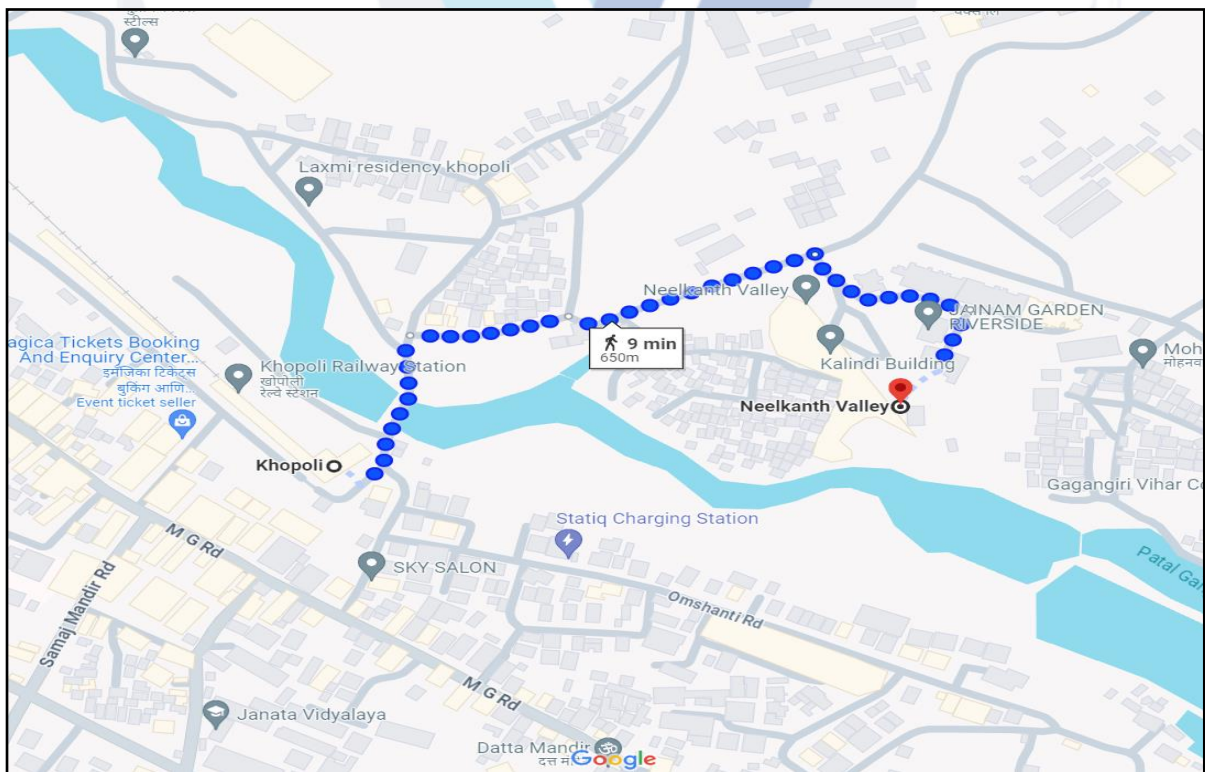 स्टील्स
Laxmi residency khopoli
Neelkanth Valley
JAINAM GARDEN
RIVERSIDE
9 min
650m
agica Tickets Booking
And Enquiry Center...
इमॅजिका टिकेट्स
बुकिंग आणि..
Event ticket seller
Khopoli Railway Station
खोपोली
रेल्वे स्टेशन
Kalindi Building
Moh
मोहनव
Neelkanth Valley
Khopoli
Gagangiri Vihar Co
Statiq Charging Station
M G Rd
SKY SALON
Patal Gan
Samaj Mandir Rd
Omshanti Rd
M G Rd
Janata Vidyalaya
Datta Mandir
दत्त मं
Google